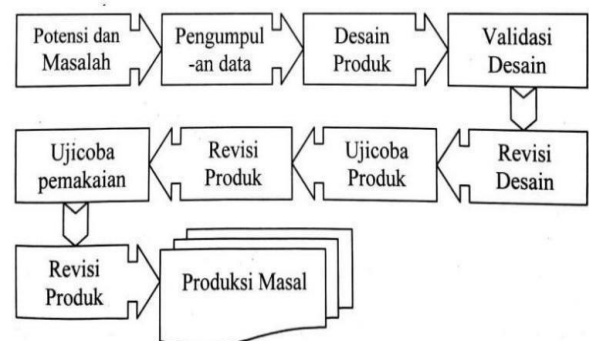 Potensi dan
Masalah
Pengumpul
-an data
Desain
Produk
Validasi
Desain
Revisi
Desain
Ujicoba
Produk
Revisi
Produk
Ujicoba
pemakaian
Revisi
Produk
Produksi Masal